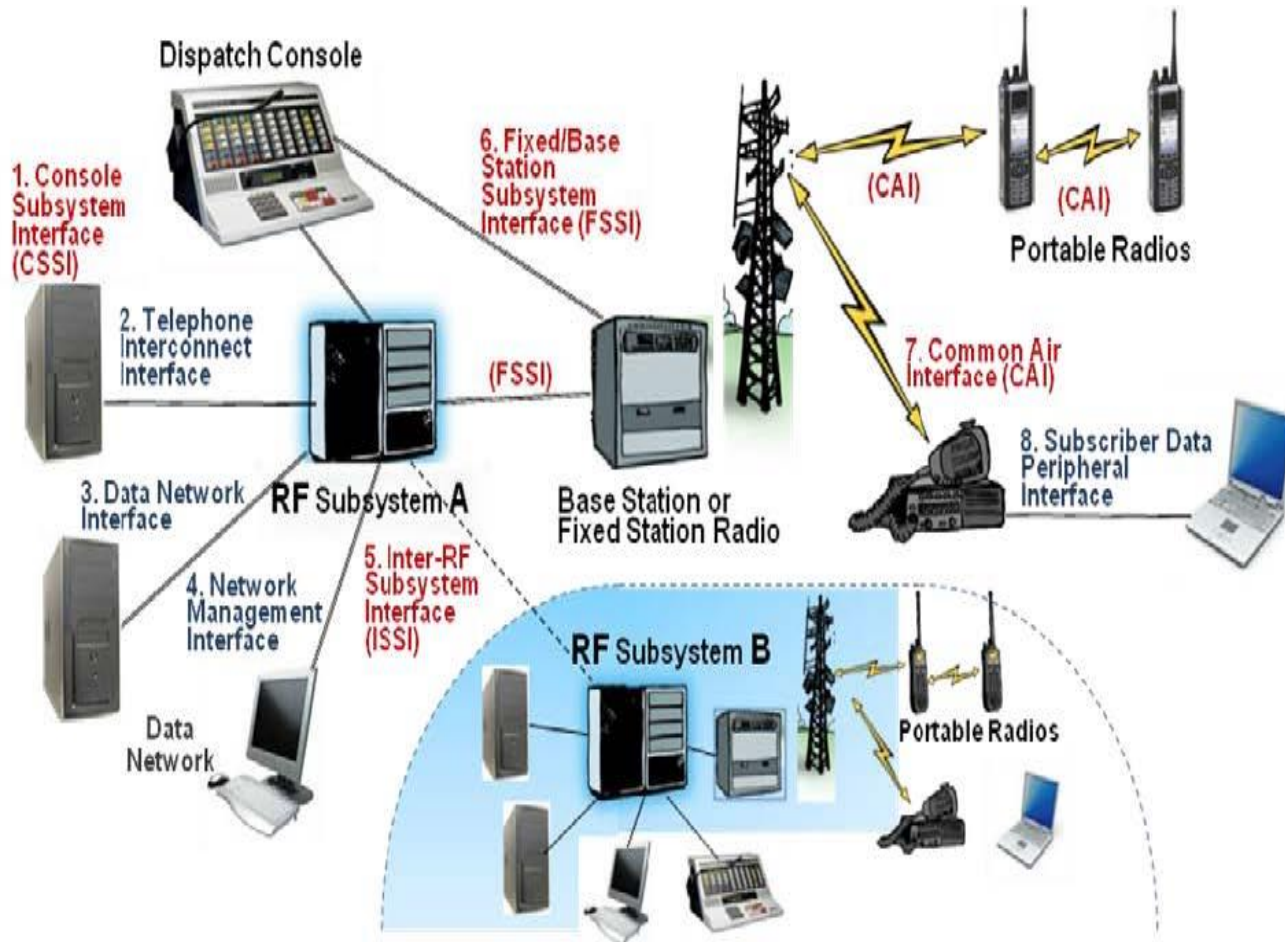 Dispatch Console
1. Console
Subsystem
Interface
(CSSI)
6. Fixed/Base
Station
Subsystem
Interface (FSSI)
(CAI)
(CAI)
Portable Radios
2. Telephone
Interconnect
Interface
(FSSI)
7. Common Air
Interface (CAI)
8. Subscriber Data
Peripheral
Interface
3. Data Network
Interface
RF Subsystem A
Base Station or
Fixed Station Radio
4. Network
Management
Interface
5. Inter-RF
Subsystem
Interface
(ISSI)
Data
Network
RF Subsystem B
Portable Radios